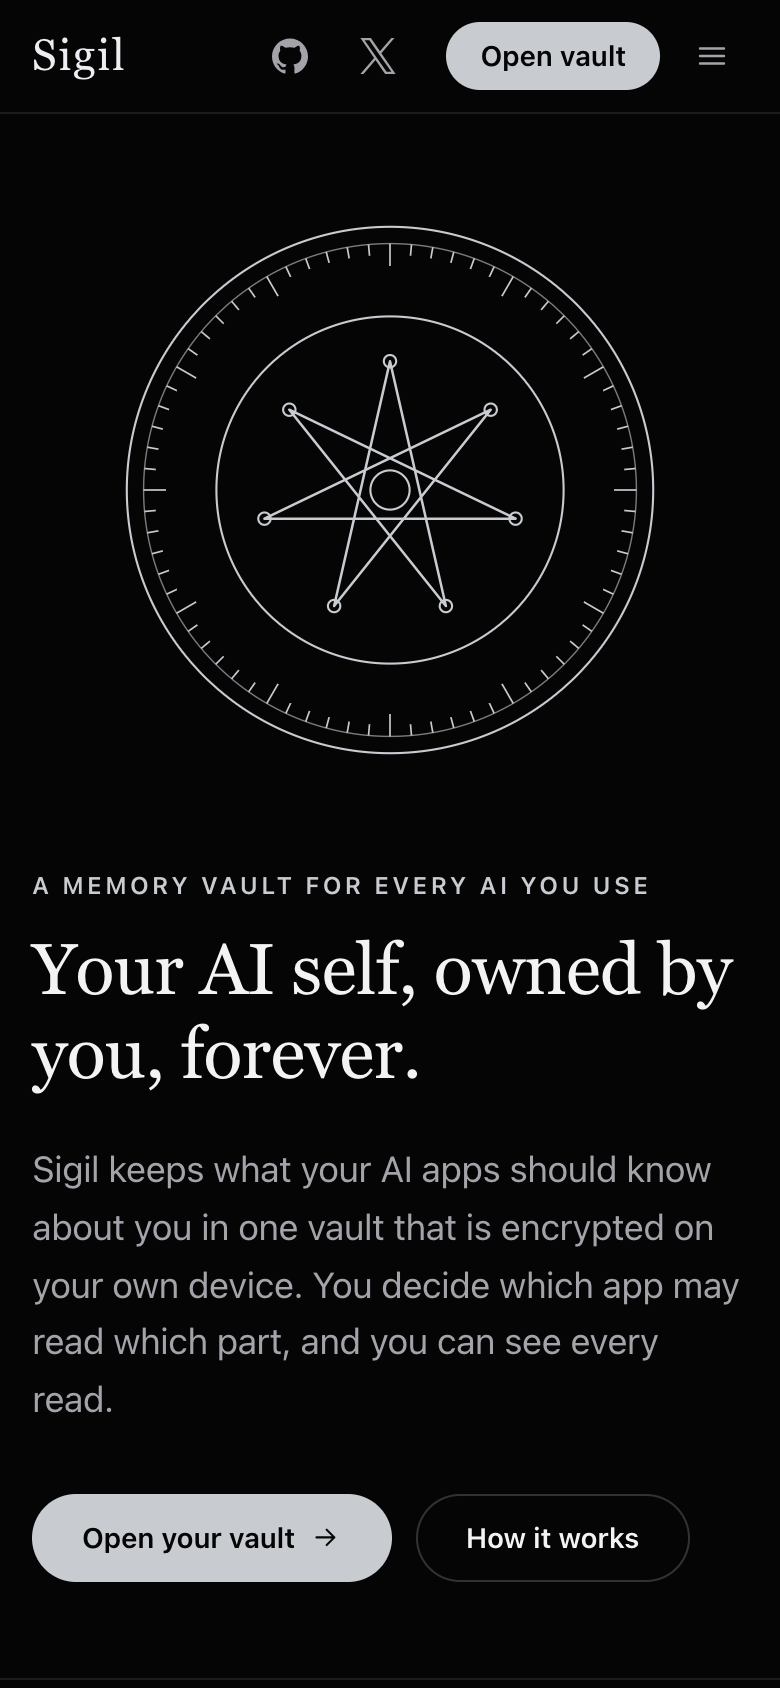 Sigil
Open vault
A MEMORY VAULT FOR EVERY AI YOU USE
Your AI self, owned by
you, forever.
Sigil keeps what your AI apps should know
about you in one vault that is encrypted on
your own device. You decide which app may
read which part, and you can see every
read.
Open your vault →
How it works